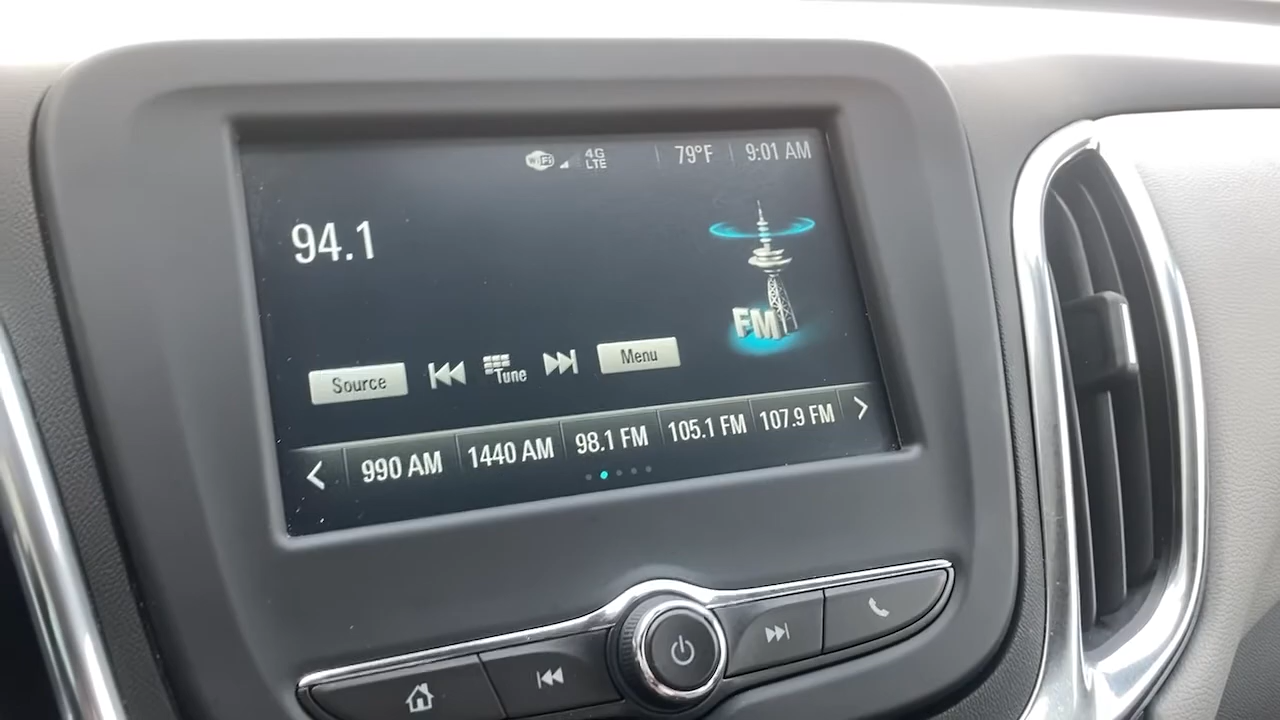 WiFi 4G LTE 79°F 9:01 AM
94.1
FM
Source Tune Menu
990 AM 1440 AM 98.1 FM 105.1 FM 107.9 FM